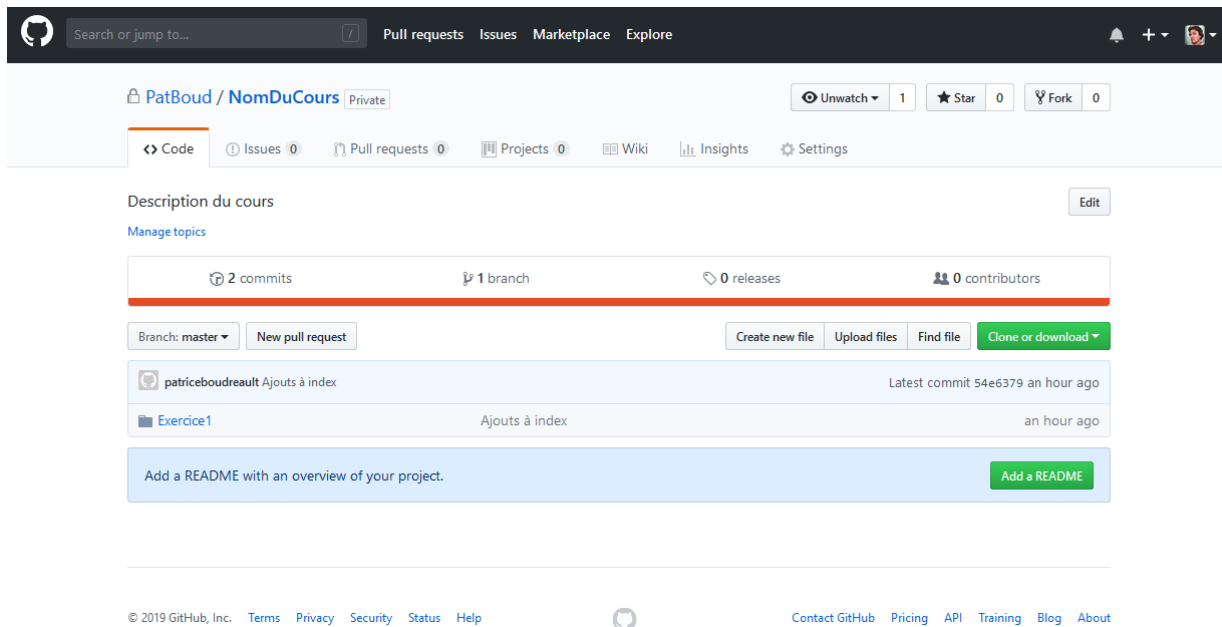 Search or jump to... / Pull requests Issues Marketplace Explore
PatBoud / NomDuCours Private Unwatch 1 Star 0 Fork 0
Code Issues 0 Pull requests 0 Projects 0 Wiki Insights Settings
Description du cours Edit
Manage topics
2 commits 1 branch 0 releases 0 contributors
Branch: master New pull request Create new file Upload files Find file Clone or download
patriceboudreault Ajouts à index Latest commit 54e6379 an hour ago
Exercice1 Ajouts à index an hour ago
Add a README with an overview of your project. Add a README
© 2019 GitHub, Inc. Terms Privacy Security Status Help Contact GitHub Pricing API Training Blog About